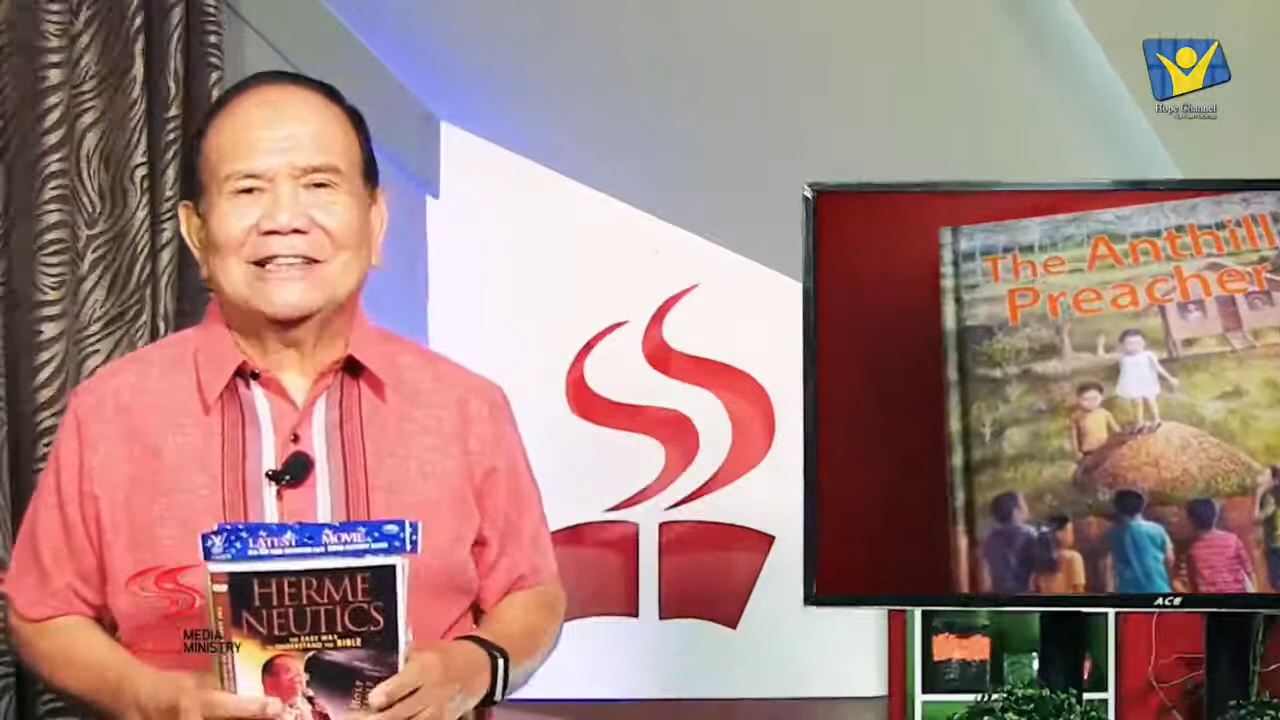 Hope Channel
The Anthill
Preacher
LATEST MOVIE
HERME
NEUTICS
THE EASY WAY
TO UNDERSTAND THE BIBLE
MEDIA
MINISTRY
ACE